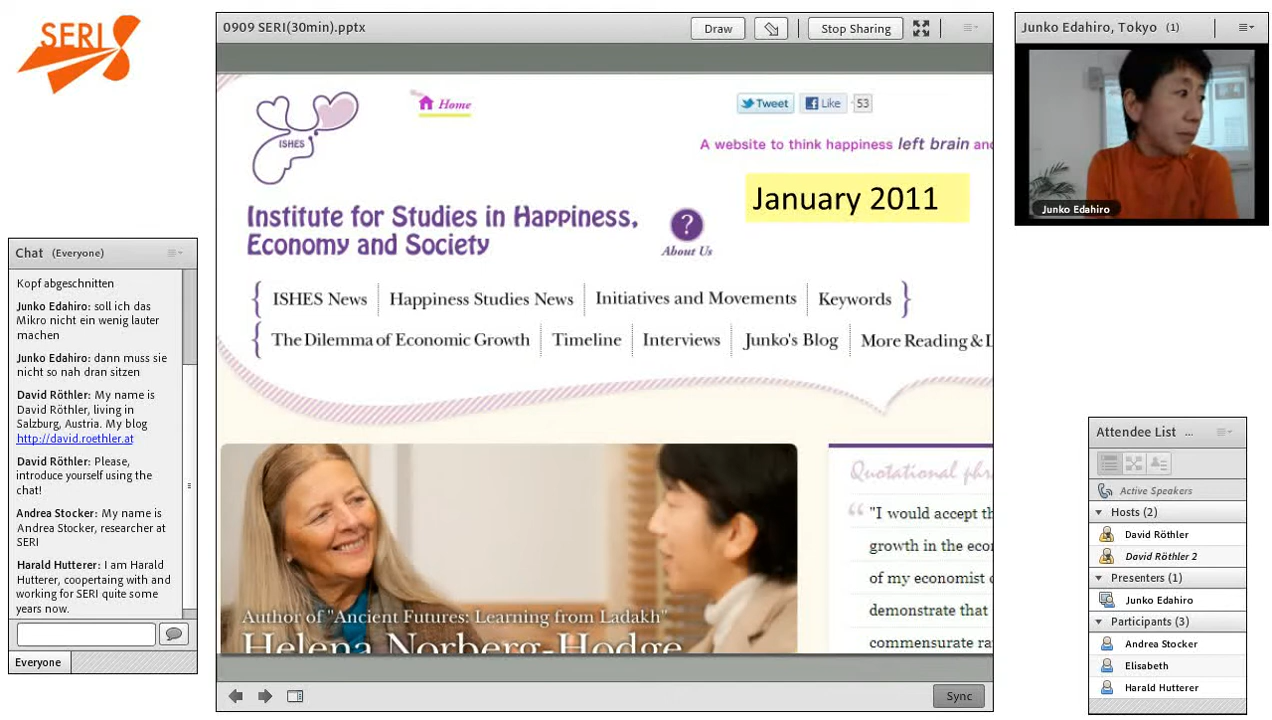 SERI
0909 SERI(30min).pptx
Draw
Stop Sharing
Junko Edahiro, Tokyo (1)
Junko Edahiro
Home
Tweet
Like
53
ISHES
A website to think happiness left brain and
January 2011
Institute for Studies in Happiness,
Economy and Society
?
About Us
ISHES News
Happiness Studies News
Initiatives and Movements
Keywords
The Dilemma of Economic Growth
Timeline
Interviews
Junko's Blog
More Reading & L
Author of "Ancient Futures: Learning from Ladakh"
Helena Norberg-Hodge
Quotational phr
"I would accept th
growth in the econ
of my economist c
demonstrate that
commensurate ra
Sync
Chat (Everyone)
Kopf abgeschnitten
Junko Edahiro: soll ich das
Mikro nicht ein wenig lauter
machen
Junko Edahiro: dann muss sie
nicht so nah dran sitzen
David Röthler: My name is
David Röthler, living in
Salzburg, Austria. My blog
http://david.roethler.at
David Röthler: Please,
introduce yourself using the
chat!
Andrea Stocker: My name is
Andrea Stocker, researcher at
SERI
Harald Hutterer: I am Harald
Hutterer, coopertaing with and
working for SERI quite some
years now.
Everyone
Attendee List ...
Active Speakers
Hosts (2)
David Röthler
David Röthler 2
Presenters (1)
Junko Edahiro
Participants (3)
Andrea Stocker
Elisabeth
Harald Hutterer